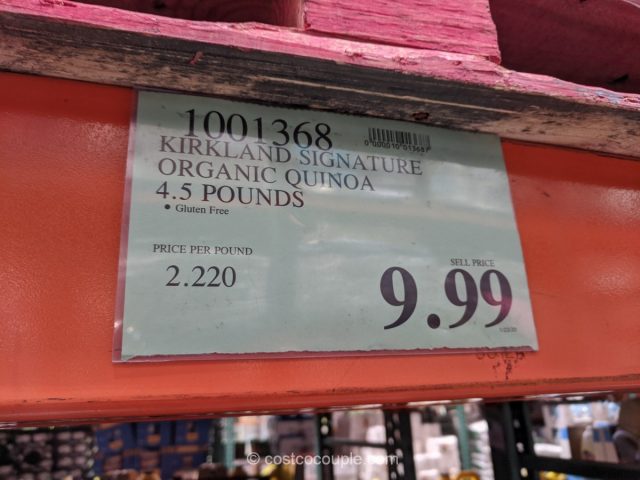 1001368
KIRKLAND SIGNATURE
ORGANIC QUINOA
4.5 POUNDS
• Gluten Free
PRICE PER POUND
2.220
SELL PRICE
9.99
© costcocouple.com